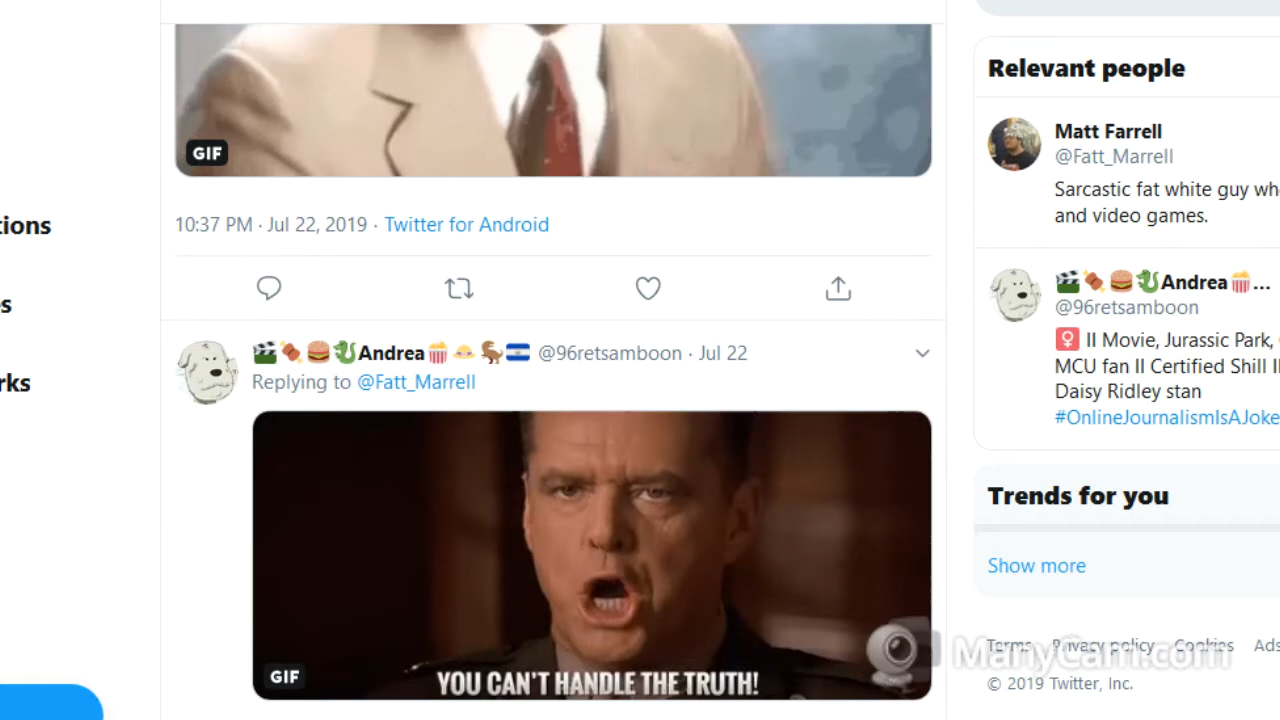 GIF
10:37 PM · Jul 22, 2019 · Twitter for Android
Andrea @96retsamboon · Jul 22
Replying to @Fatt_Marrell
GIF
YOU CAN'T HANDLE THE TRUTH!
tions
s
rks
Relevant people
Matt Farrell
@Fatt_Marrell
Sarcastic fat white guy wh
and video games.
Andrea...
@96retsamboon
II Movie, Jurassic Park,
MCU fan II Certified Shill II
Daisy Ridley stan
#OnlineJournalismIsAJoke
Trends for you
Show more
Terms Privacy policy Cookies Ads
ManyCam.com
© 2019 Twitter, Inc.